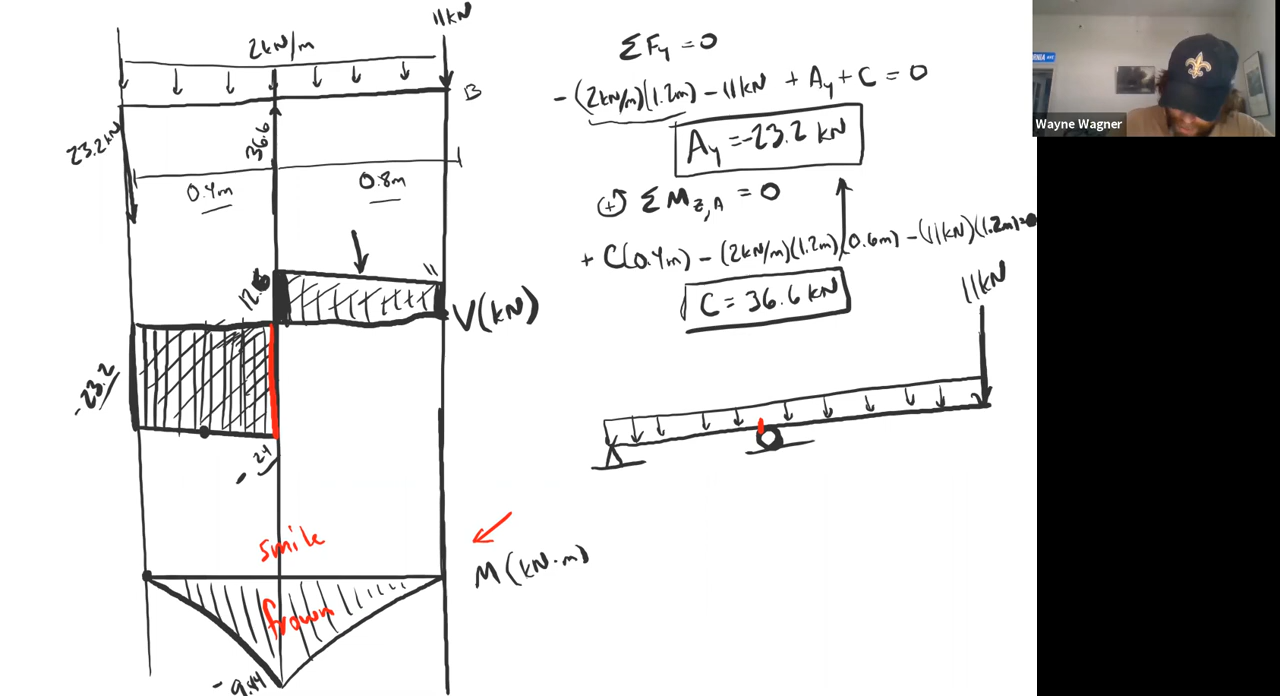 11kN
2kN/m
B
23.2kN
36.6
0.4m
0.8m
12.6
11
V(kN)
-23.2
-24
smile
M(kN·m)
frown
-9.44
ΣFy = 0
-(2kN/m)(1.2m) - 11kN + Ay + C = 0
Ay = -23.2 kN
ΣM z,A = 0
+ C(0.4m) - (2kN/m)(1.2m)(0.6m) - (11kN)(1.2m)=0
C = 36.6 kN
11kN
Wayne Wagner